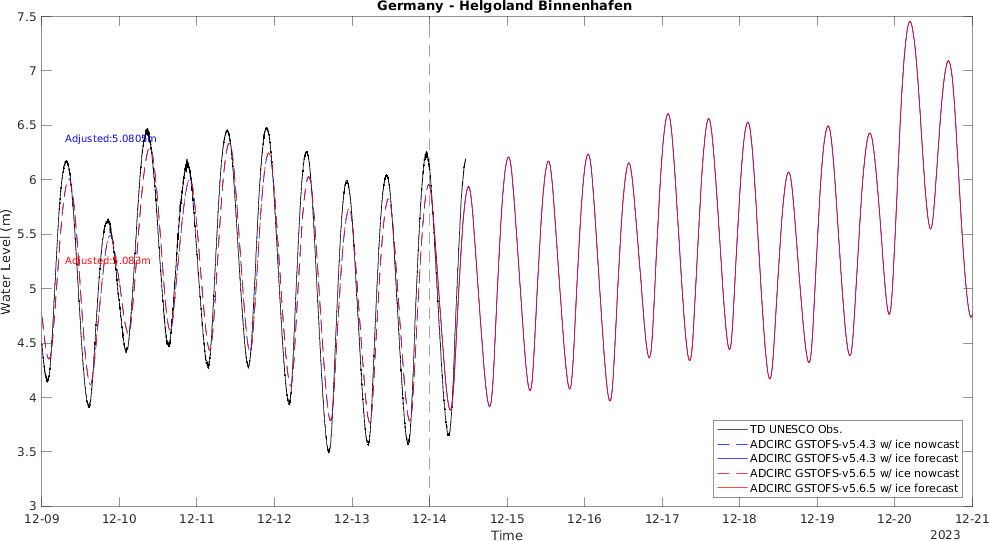 Germany - Helgoland Binnenhafen
7.5
7
6.5
6
5.5
5
4.5
4
3.5
3
Water Level (m)
Adjusted:5.0805m
Adjusted:5.083m
TD UNESCO Obs.
ADCIRC GSTOFS-v5.4.3 w/ ice nowcast
ADCIRC GSTOFS-v5.4.3 w/ ice forecast
ADCIRC GSTOFS-v5.6.5 w/ ice nowcast
ADCIRC GSTOFS-v5.6.5 w/ ice forecast
12-09 12-10 12-11 12-12 12-13 12-14 12-15 12-16 12-17 12-18 12-19 12-20 12-21
Time
2023